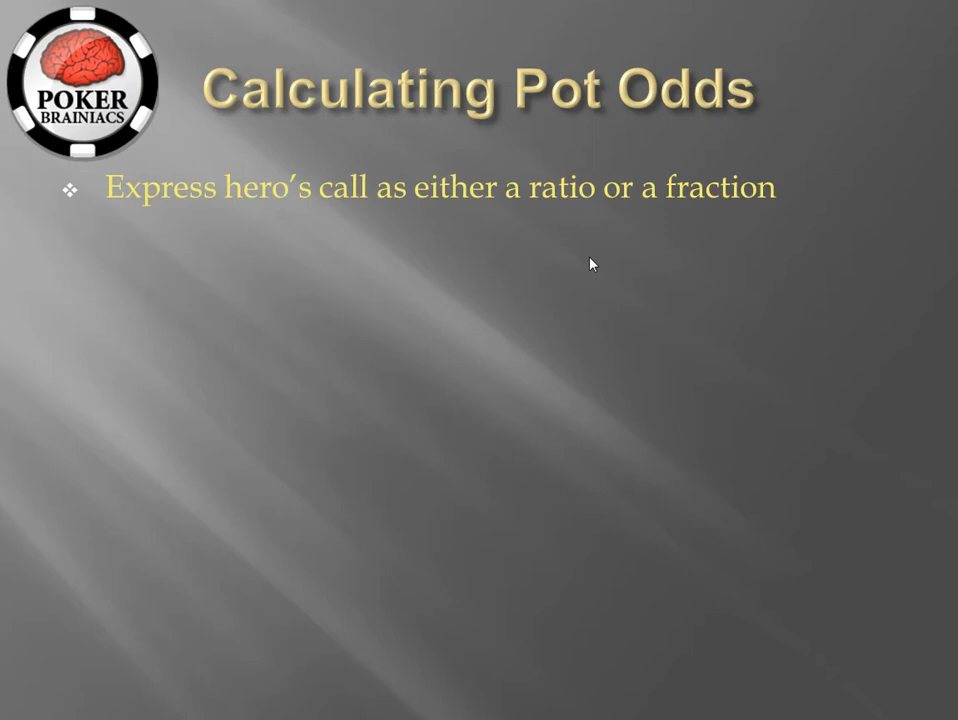 POKER
BRAINIACS
Calculating Pot Odds
Express hero’s call as either a ratio or a fraction